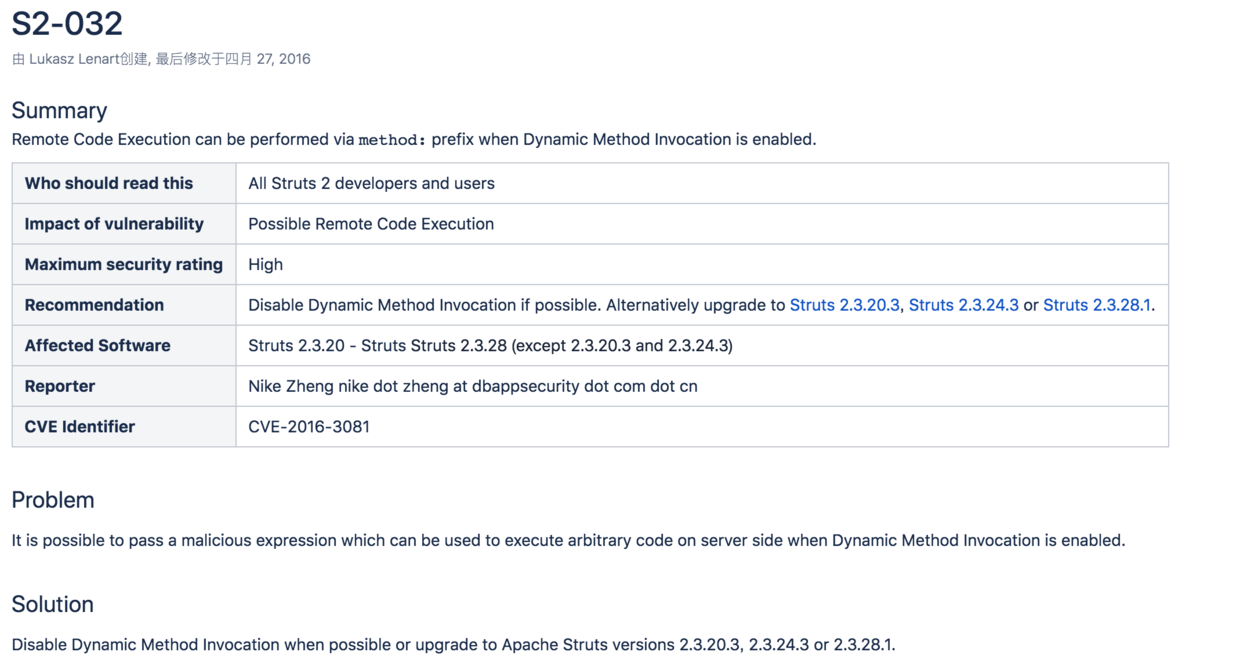 S2-032
由 Lukasz Lenart创建, 最后修改于四月 27, 2016
Summary
Remote Code Execution can be performed via method: prefix when Dynamic Method Invocation is enabled.
Who should read this All Struts 2 developers and users
Impact of vulnerability Possible Remote Code Execution
Maximum security rating High
Recommendation Disable Dynamic Method Invocation if possible. Alternatively upgrade to Struts 2.3.20.3, Struts 2.3.24.3 or Struts 2.3.28.1.
Affected Software Struts 2.3.20 - Struts Struts 2.3.28 (except 2.3.20.3 and 2.3.24.3)
Reporter Nike Zheng nike dot zheng at dbappsecurity dot com dot cn
CVE Identifier CVE-2016-3081
Problem
It is possible to pass a malicious expression which can be used to execute arbitrary code on server side when Dynamic Method Invocation is enabled.
Solution
Disable Dynamic Method Invocation when possible or upgrade to Apache Struts versions 2.3.20.3, 2.3.24.3 or 2.3.28.1.